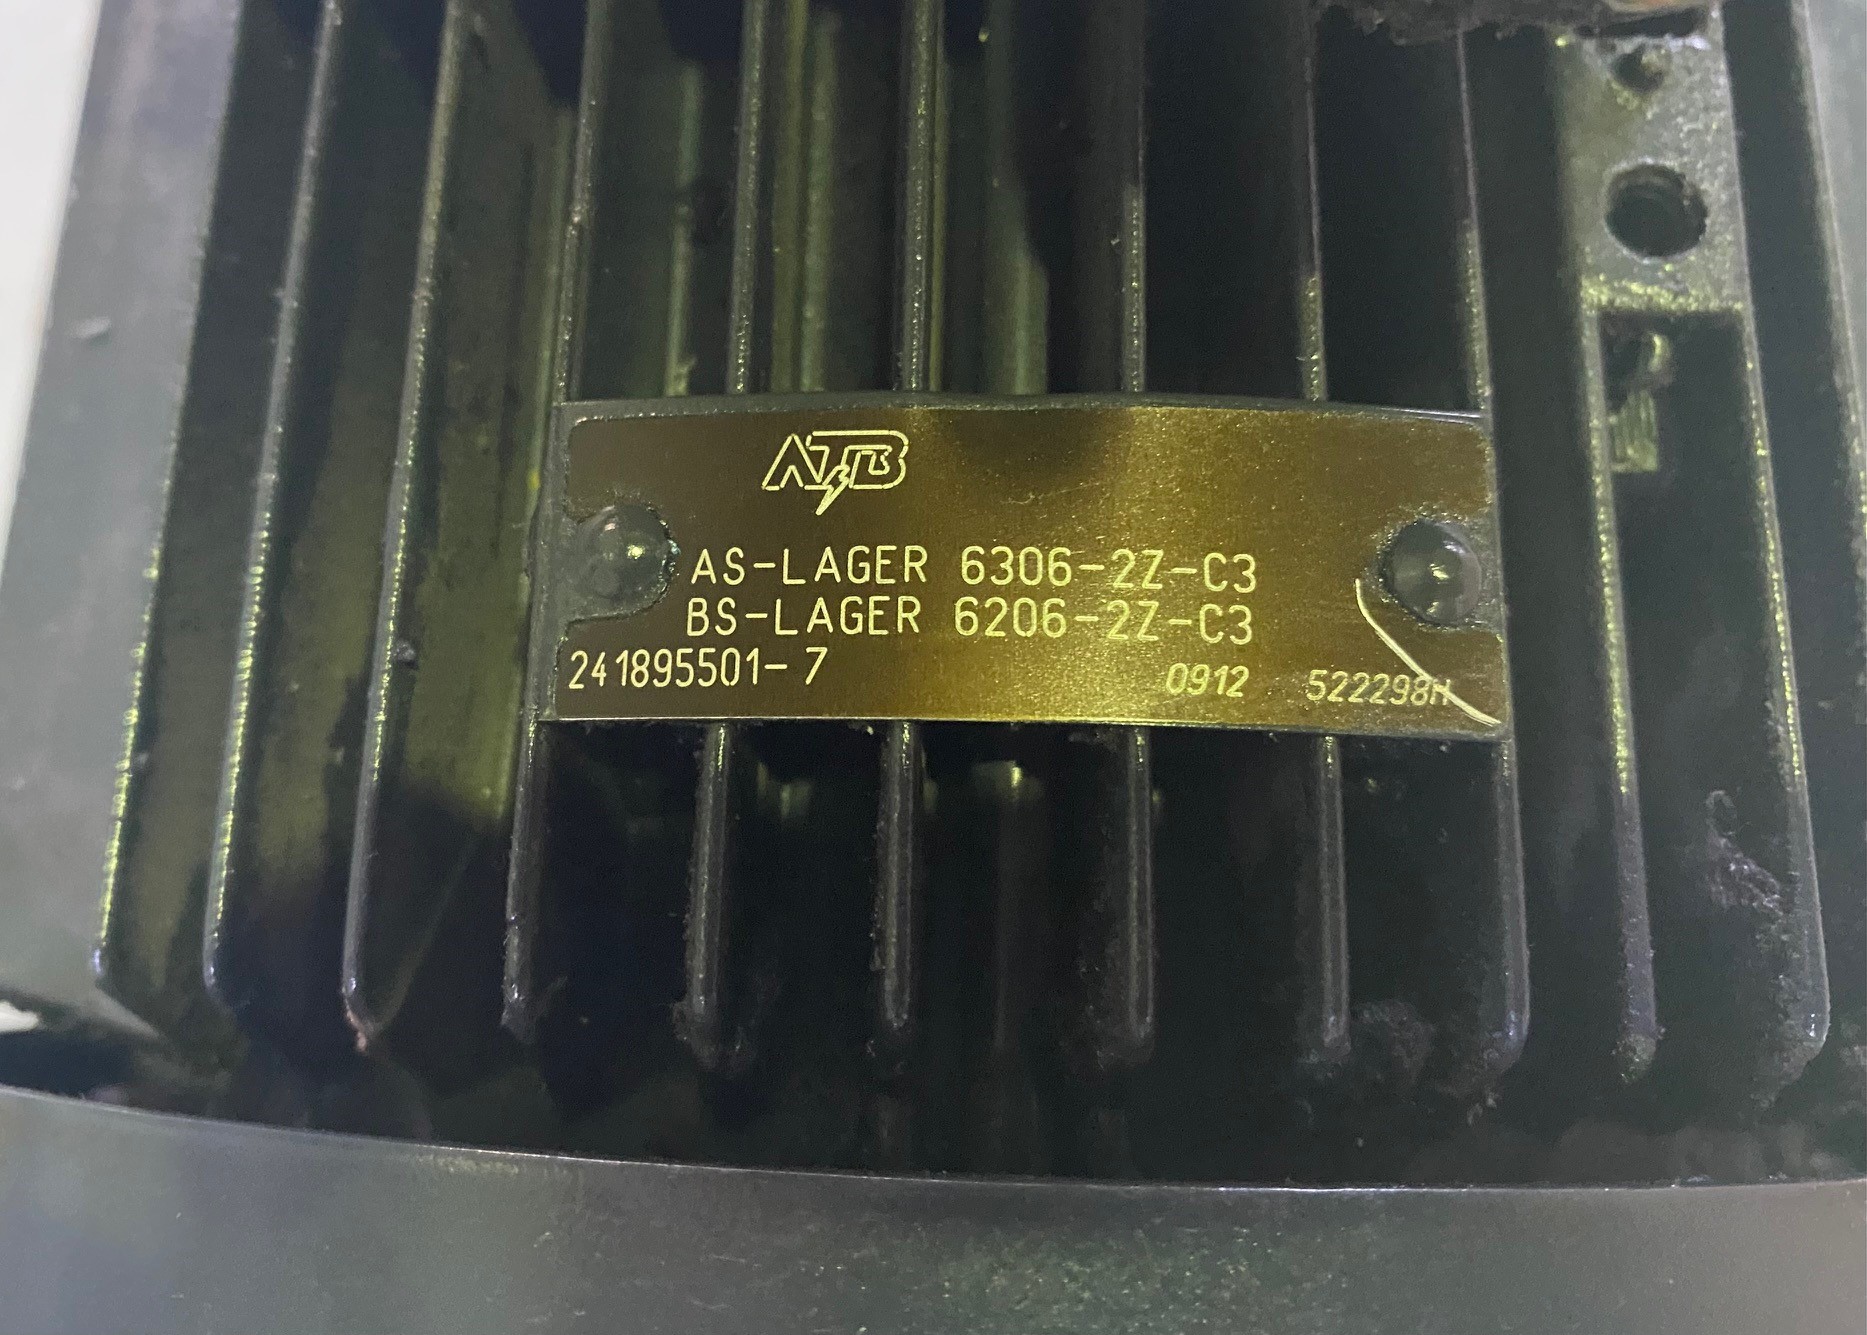 ATB
AS-LAGER 6306-2Z-C3
BS-LAGER 6206-2Z-C3
241895501-7 0912 522298H